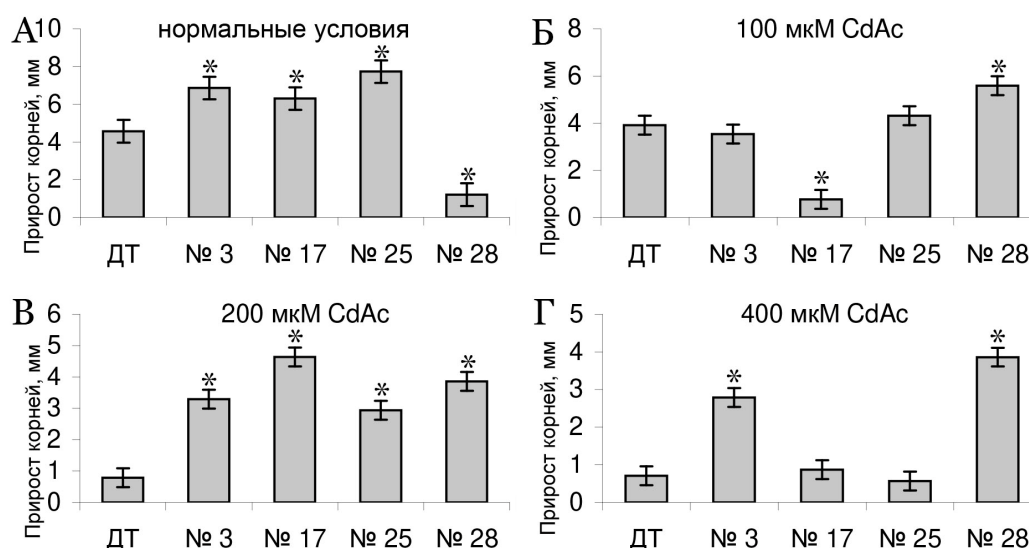 А
нормальные условия
Прирост корней, мм
10
8
6
4
2
0
*
*
*
*
ДТ № 3 № 17 № 25 № 28
Б
100 мкМ CdAc
Прирост корней, мм
8
6
4
2
0
*
*
ДТ № 3 № 17 № 25 № 28
В
200 мкМ CdAc
Прирост корней, мм
6
5
4
3
2
1
0
*
*
*
*
ДТ № 3 № 17 № 25 № 28
Г
400 мкМ CdAc
Прирост корней, мм
5
4
3
2
1
0
*
*
ДТ № 3 № 17 № 25 № 28